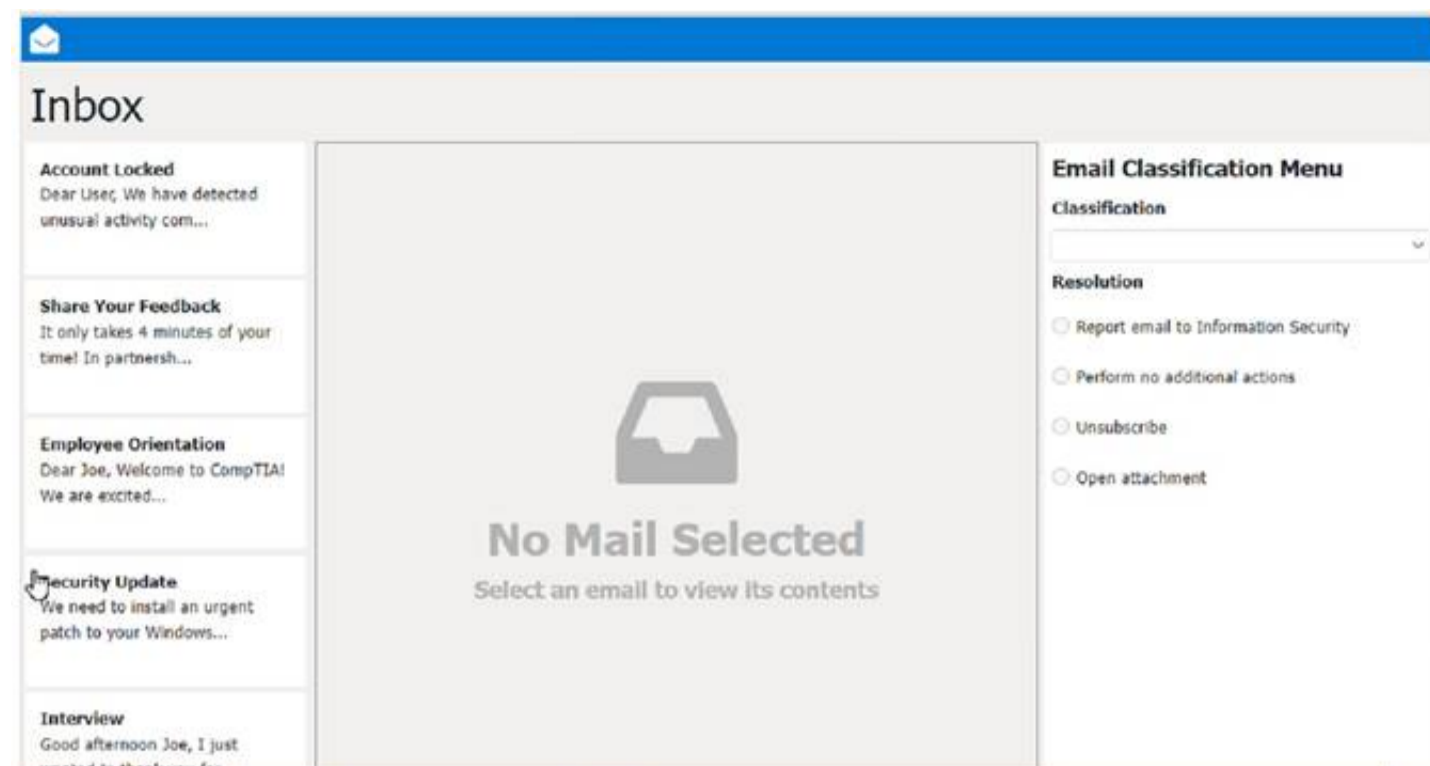 Inbox
Account Locked
Dear User, We have detected
unusual activity com...
Share Your Feedback
It only takes 4 minutes of your
time! In partnersh...
Employee Orientation
Dear Joe, Welcome to CompTIA!
We are excited...
Security Update
We need to install an urgent
patch to your Windows...
Interview
Good afternoon Joe, I just
No Mail Selected
Select an email to view its contents
Email Classification Menu
Classification
Resolution
Report email to Information Security
Perform no additional actions
Unsubscribe
Open attachment